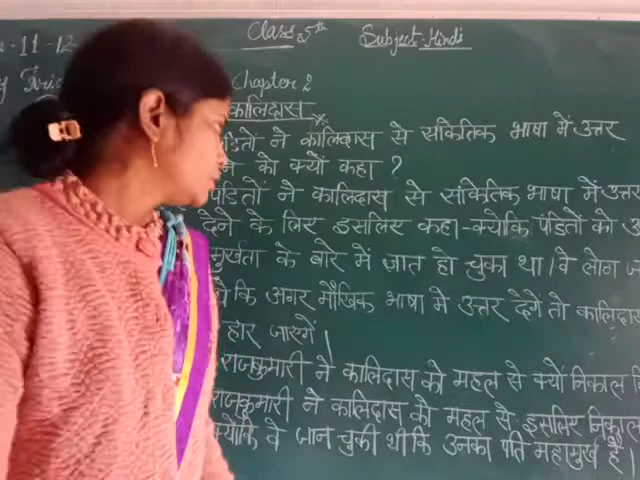 -11-12
Class 5th Subject-Hindi
Chapter 2
कालिदास
ने कालिदास से सांकेतिक भाषा में उत्तर
को क्यों कहा ?
पंडितों ने कालिदास से सांकेतिक भाषा में उत्तर
देने के लिए इसलिए कहा-क्योकि पंडितों को
मुर्खता के बारे में ज्ञात हो चुका था। वे लोग
कि अगर मौखिक भाषा मे उत्तर देगें तो कालिदास
हार जाएगें।
राजकुमारी ने कालिदास को महल से क्यों निकाल
राजकुमारी ने कालिदास को महल से इसलिए निकाल
क्योकि वे जान चुकी थी कि उनका पति महामुर्ख है।